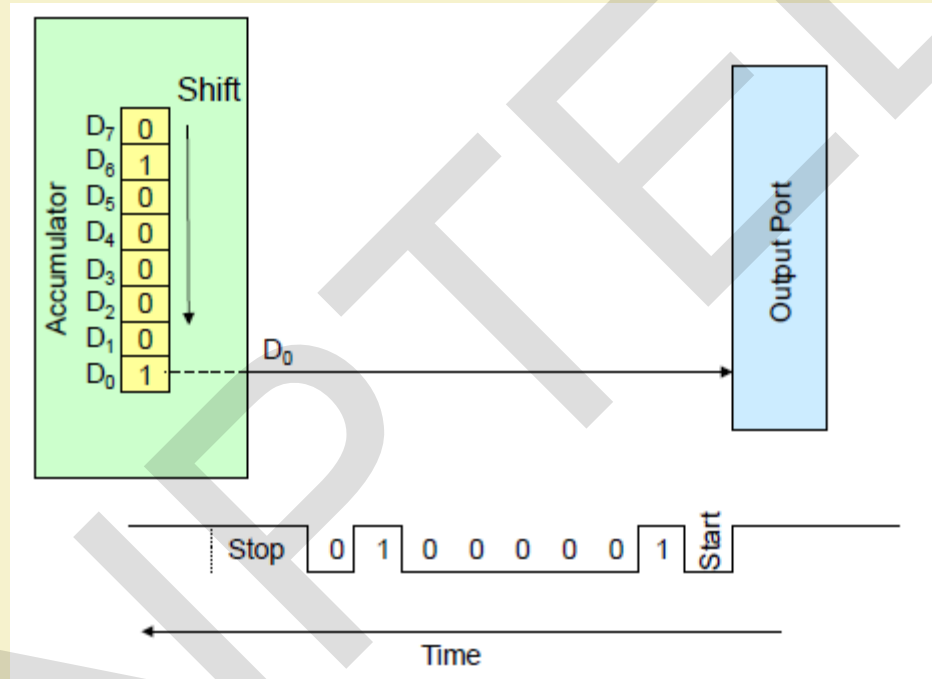 Shift
D7 0
D6 1
D5 0
D4 0
D3 0
D2 0
D1 0
D0 1
Accumulator
D0
Output Port
Stop 0 1 0 0 0 0 0 1 Start
Time
NPTEL